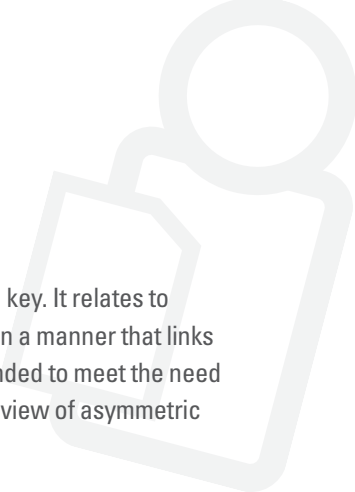 key. It relates to
n a manner that links
nded to meet the need
view of asymmetric